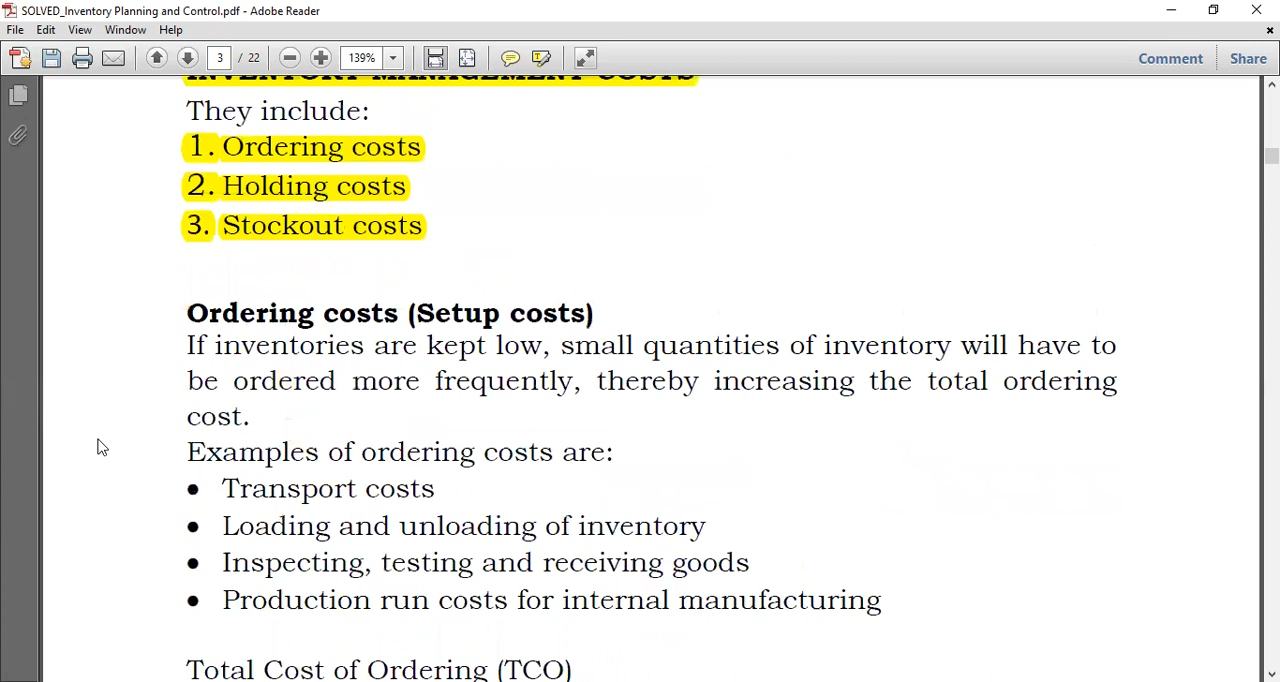 SOLVED_Inventory Planning and Control.pdf - Adobe Reader
File Edit View Window Help
3 / 22 139% Comment Share
INVENTORY MANAGEMENT COSTS
They include:
1. Ordering costs
2. Holding costs
3. Stockout costs
Ordering costs (Setup costs)
If inventories are kept low, small quantities of inventory will have to
be ordered more frequently, thereby increasing the total ordering
cost.
Examples of ordering costs are:
• Transport costs
• Loading and unloading of inventory
• Inspecting, testing and receiving goods
• Production run costs for internal manufacturing
Total Cost of Ordering (TCO)